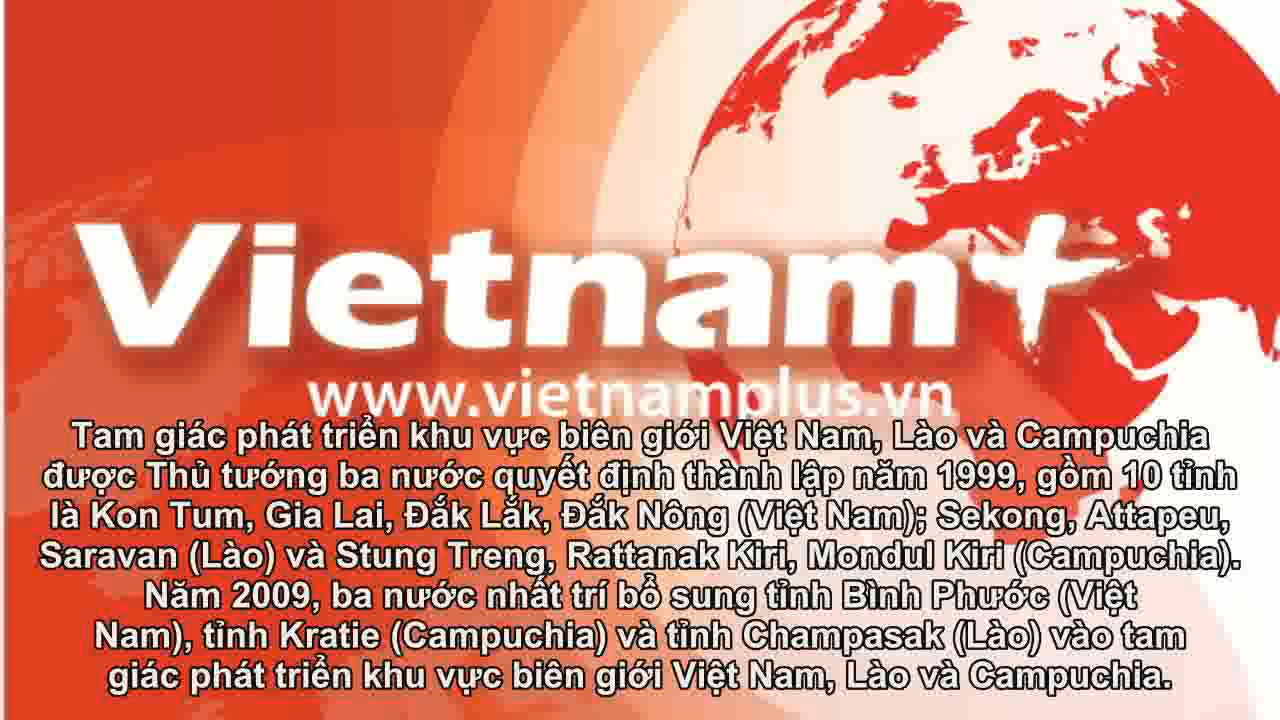 Vietnam+
www.vietnamplus.vn
Tam giác phát triển khu vực biên giới Việt Nam, Lào và Campuchia
được Thủ tướng ba nước quyết định thành lập năm 1999, gồm 10 tỉnh
là Kon Tum, Gia Lai, Đắk Lắk, Đắk Nông (Việt Nam); Sekong, Attapeu,
Saravan (Lào) và Stung Treng, Rattanak Kiri, Mondul Kiri (Campuchia).
Năm 2009, ba nước nhất trí bổ sung tỉnh Bình Phước (Việt
Nam), tỉnh Kratie (Campuchia) và tỉnh Champasak (Lào) vào tam
giác phát triển khu vực biên giới Việt Nam, Lào và Campuchia.